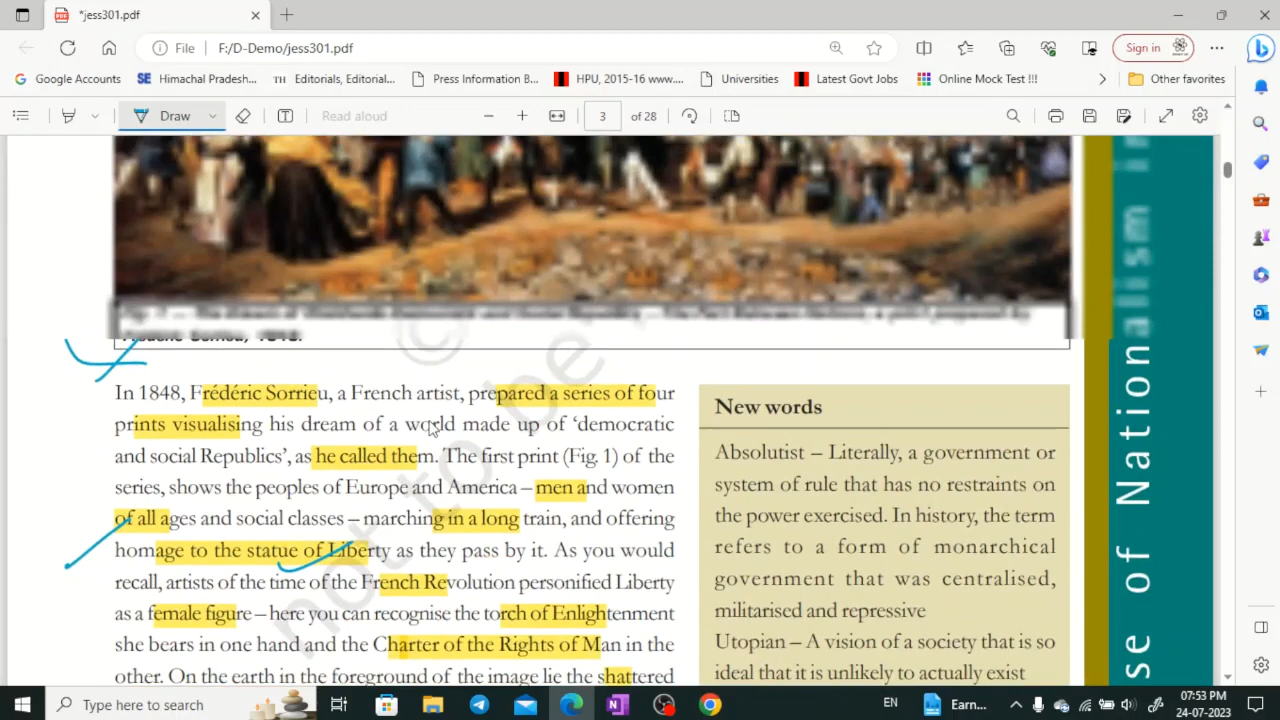 *jess301.pdf
File F:/D-Demo/jess301.pdf
Sign in
Google Accounts
SE Himachal Pradesh...
TH Editorials, Editorial...
Press Information B...
HPU, 2015-16 www....
Universities
Latest Govt Jobs
Online Mock Test !!!
Other favorites
Draw
Read aloud
3 of 28
Frédéric Sorrieu, 1848.
In 1848, Frédéric Sorrieu, a French artist, prepared a series of four
prints visualising his dream of a world made up of ‘democratic
and social Republics’, as he called them. The first print (Fig. 1) of the
series, shows the peoples of Europe and America – men and women
of all ages and social classes – marching in a long train, and offering
homage to the statue of Liberty as they pass by it. As you would
recall, artists of the time of the French Revolution personified Liberty
as a female figure – here you can recognise the torch of Enlightenment
she bears in one hand and the Charter of the Rights of Man in the
other. On the earth in the foreground of the image lie the shattered
New words
Absolutist – Literally, a government or
system of rule that has no restraints on
the power exercised. In history, the term
refers to a form of monarchical
government that was centralised,
militarised and repressive
Utopian – A vision of a society that is so
ideal that it is unlikely to actually exist
se of Nationalism in
© not to be
Type here to search
EN
Earn...
07:53 PM
24-07-2023